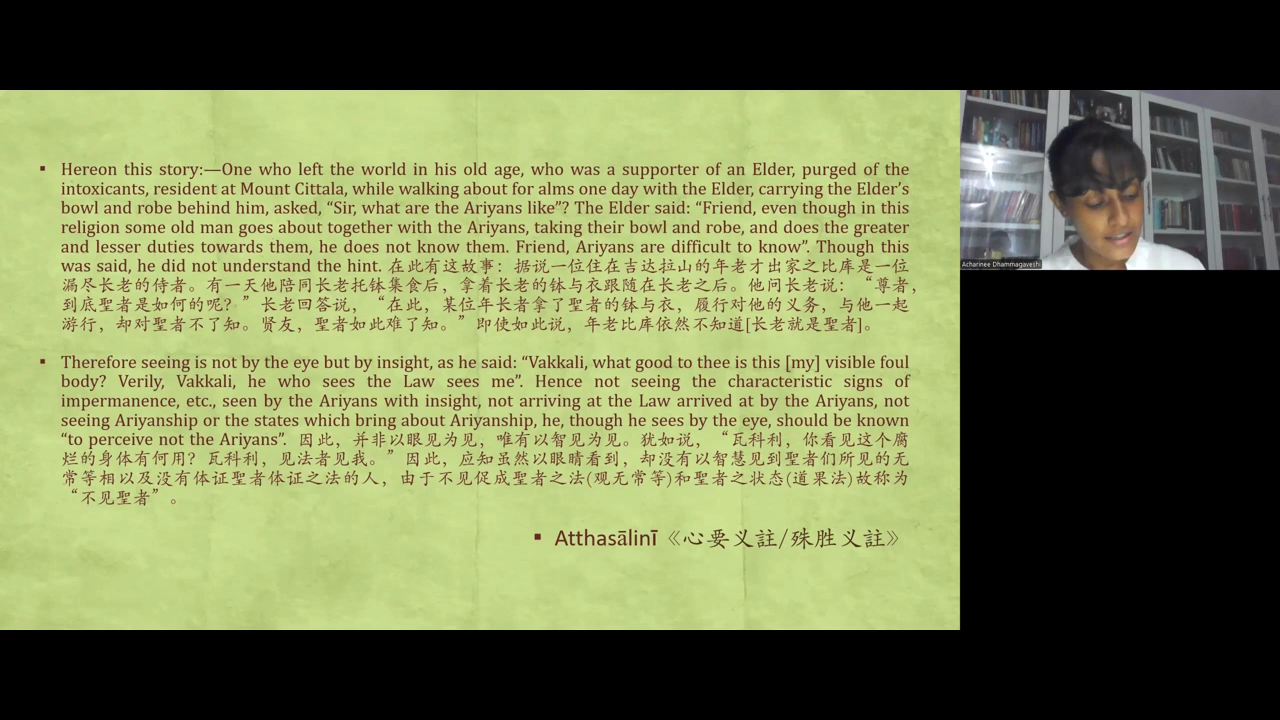 ▪ Hereon this story:—One who left the world in his old age, who was a supporter of an Elder, purged of the
intoxicants, resident at Mount Cittala, while walking about for alms one day with the Elder, carrying the Elder's
bowl and robe behind him, asked, “Sir, what are the Ariyans like”? The Elder said: “Friend, even though in this
religion some old man goes about together with the Ariyans, taking their bowl and robe, and does the greater
and lesser duties towards them, he does not know them. Friend, Ariyans are difficult to know”. Though this
was said, he did not understand the hint. 在此有这故事：据说一位住在吉达拉山的年老才出家之比库是一位
漏尽长老的侍者。有一天他陪同长老托钵集食后，拿着长老的钵与衣跟随在长老之后。他问长老说：“尊者，
到底聖者是如何的呢？”长老回答说，“在此，某位年长者拿了聖者的钵与衣，履行对他的义务，与他一起
游行，却对聖者不了知。贤友，聖者如此难了知。”即使如此说，年老比库依然不知道[长老就是聖者]。
▪ Therefore seeing is not by the eye but by insight, as he said: “Vakkali, what good to thee is this [my] visible foul
body? Verily, Vakkali, he who sees the Law sees me”. Hence not seeing the characteristic signs of
impermanence, etc., seen by the Ariyans with insight, not arriving at the Law arrived at by the Ariyans, not
seeing Ariyanship or the states which bring about Ariyanship, he, though he sees by the eye, should be known
“to perceive not the Ariyans”. 因此，并非以眼见为见，唯有以智见为见。犹如说，“瓦科利，你看见这个腐
烂的身体有何用？瓦科利，见法者见我。”因此，应知虽然以眼睛看到，却没有以智慧见到聖者们所见的无
常等相以及没有体证聖者体证之法的人，由于不见促成聖者之法(观无常等)和聖者之状态(道果法)故称为
“不见聖者”。
▪ Atthasālinī《心要义註/殊胜义註》
Acharinee Dhammagaveshi